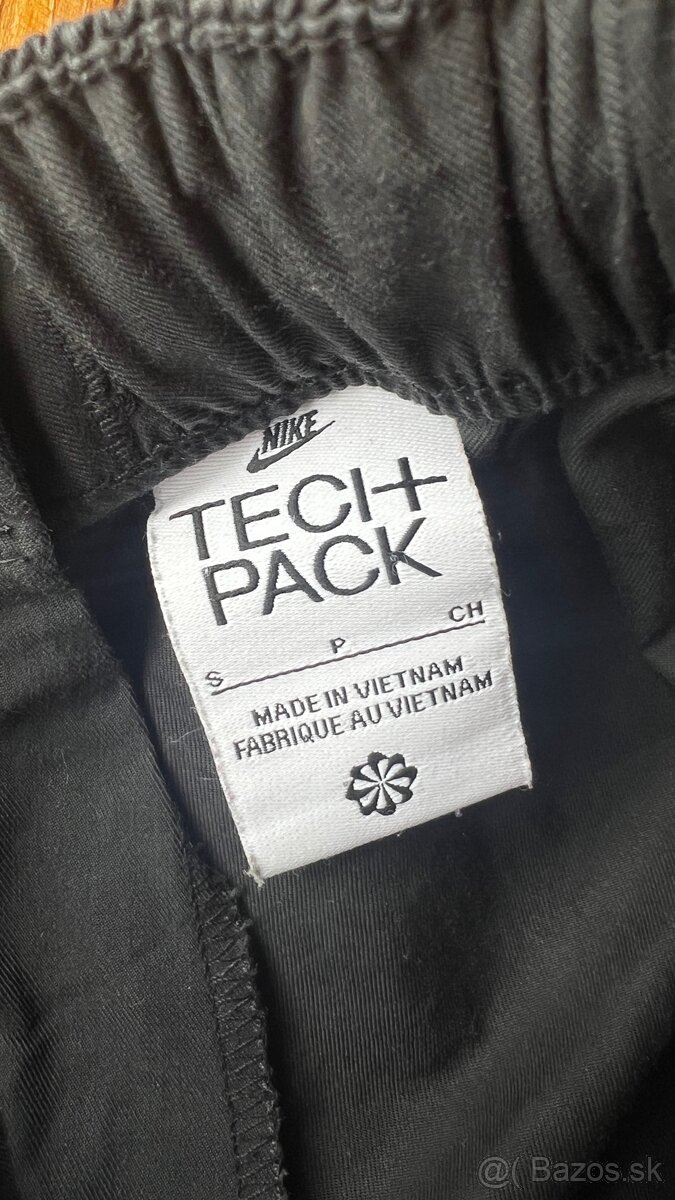 NIKE
TECH
PACK
S P CH
MADE IN VIETNAM
FABRIQUE AU VIETNAM
@( Bazos.sk